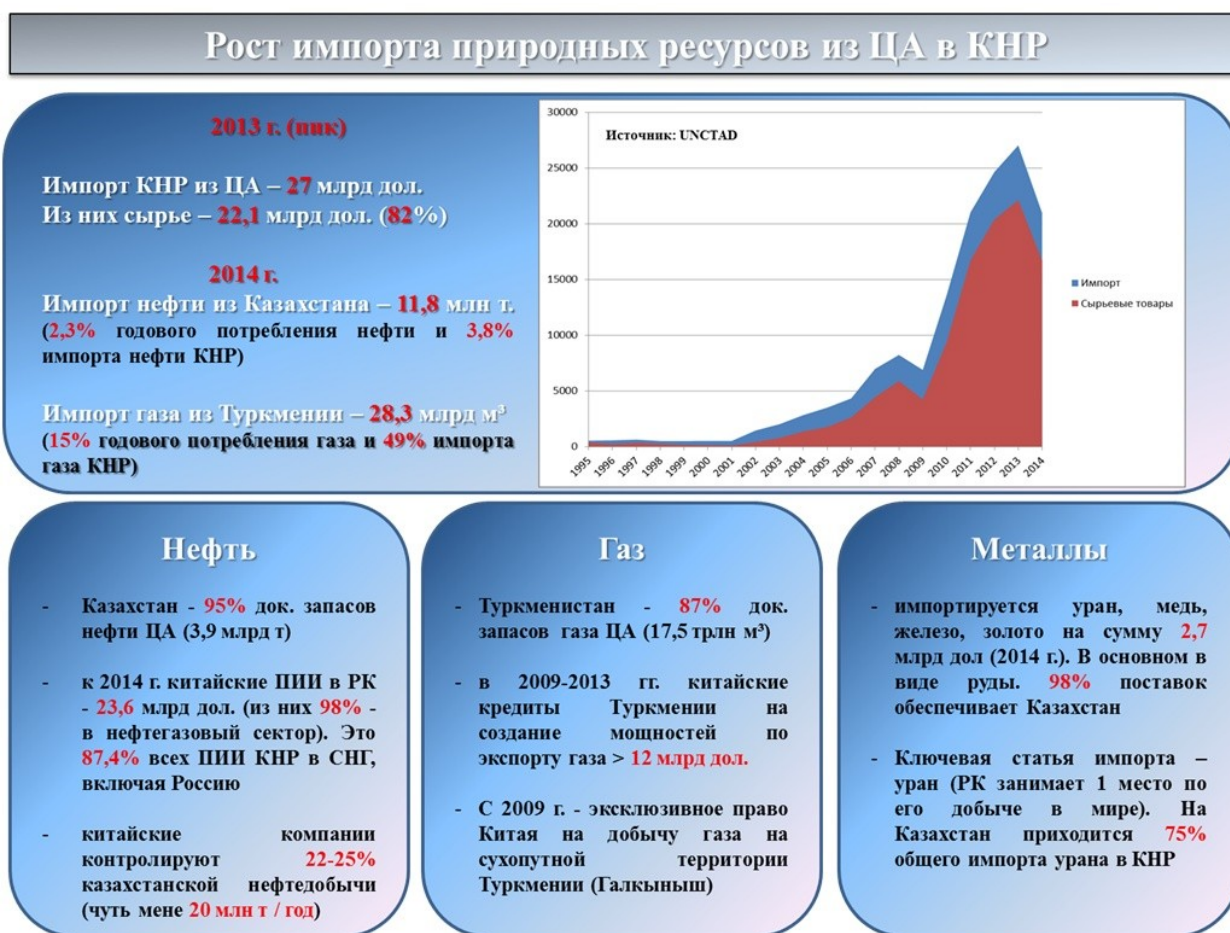 Рост импорта природных ресурсов из ЦА в КНР
2013 г. (пик)
Импорт КНР из ЦА – 27 млрд дол.
Из них сырье – 22,1 млрд дол. (82%)
2014 г.
Импорт нефти из Казахстана – 11,8 млн т.
(2,3% годового потребления нефти и 3,8%
импорта нефти КНР)
Импорт газа из Туркмении – 28,3 млрд м³
(15% годового потребления газа и 49% импорта
газа КНР)
Источник: UNCTAD
30000
25000
20000
15000
10000
5000
0
1995
1996
1997
1998
1999
2000
2001
2002
2003
2004
2005
2006
2007
2008
2009
2010
2011
2012
2013
2014
Импорт
Сырьевые товары
Нефть
- Казахстан - 95% док. запасов
нефти ЦА (3,9 млрд т)
- к 2014 г. китайские ПИИ в РК
- 23,6 млрд дол. (из них 98% -
в нефтегазовый сектор). Это
87,4% всех ПИИ КНР в СНГ,
включая Россию
- китайские компании
контролируют 22-25%
казахстанской нефтедобычи
(чуть мене 20 млн т / год)
Газ
- Туркменистан - 87% док.
запасов газа ЦА (17,5 трлн м³)
- в 2009-2013 гг. китайские
кредиты Туркмении на
создание мощностей по
экспорту газа > 12 млрд дол.
- С 2009 г. - эксклюзивное право
Китая на добычу газа на
сухопутной территории
Туркмении (Галкыныш)
Металлы
- импортируется уран, медь,
железо, золото на сумму 2,7
млрд дол (2014 г.). В основном в
виде руды. 98% поставок
обеспечивает Казахстан
- Ключевая статья импорта –
уран (РК занимает 1 место по
его добыче в мире). На
Казахстан приходится 75%
общего импорта урана в КНР